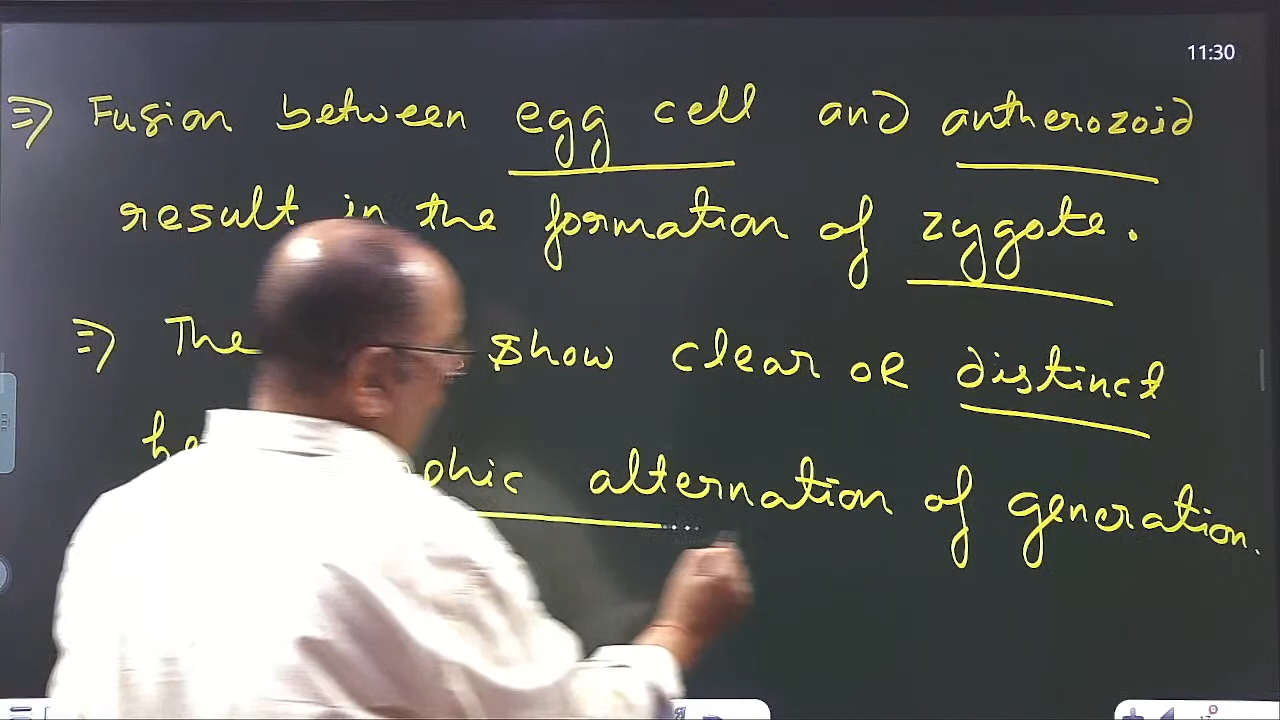 11:30
⇒ Fusion between egg cell and antherozoid
result in the formation of zygote.
⇒ The show clear or distinct
alternation of generation.